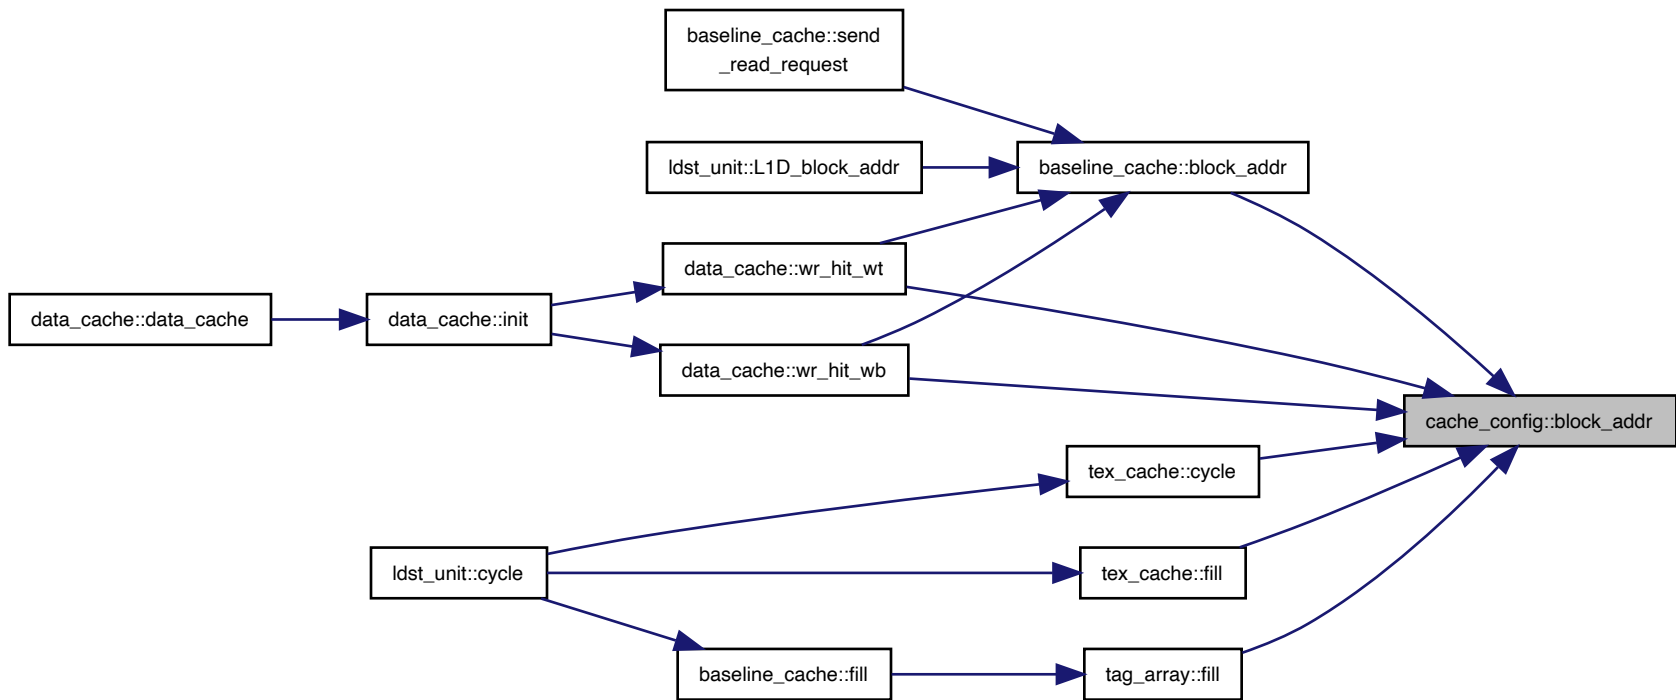 baseline_cache::send
_read_request
ldst_unit::L1D_block_addr
baseline_cache::block_addr
data_cache::wr_hit_wt
data_cache::data_cache
data_cache::init
data_cache::wr_hit_wb
cache_config::block_addr
tex_cache::cycle
ldst_unit::cycle
tex_cache::fill
baseline_cache::fill
tag_array::fill